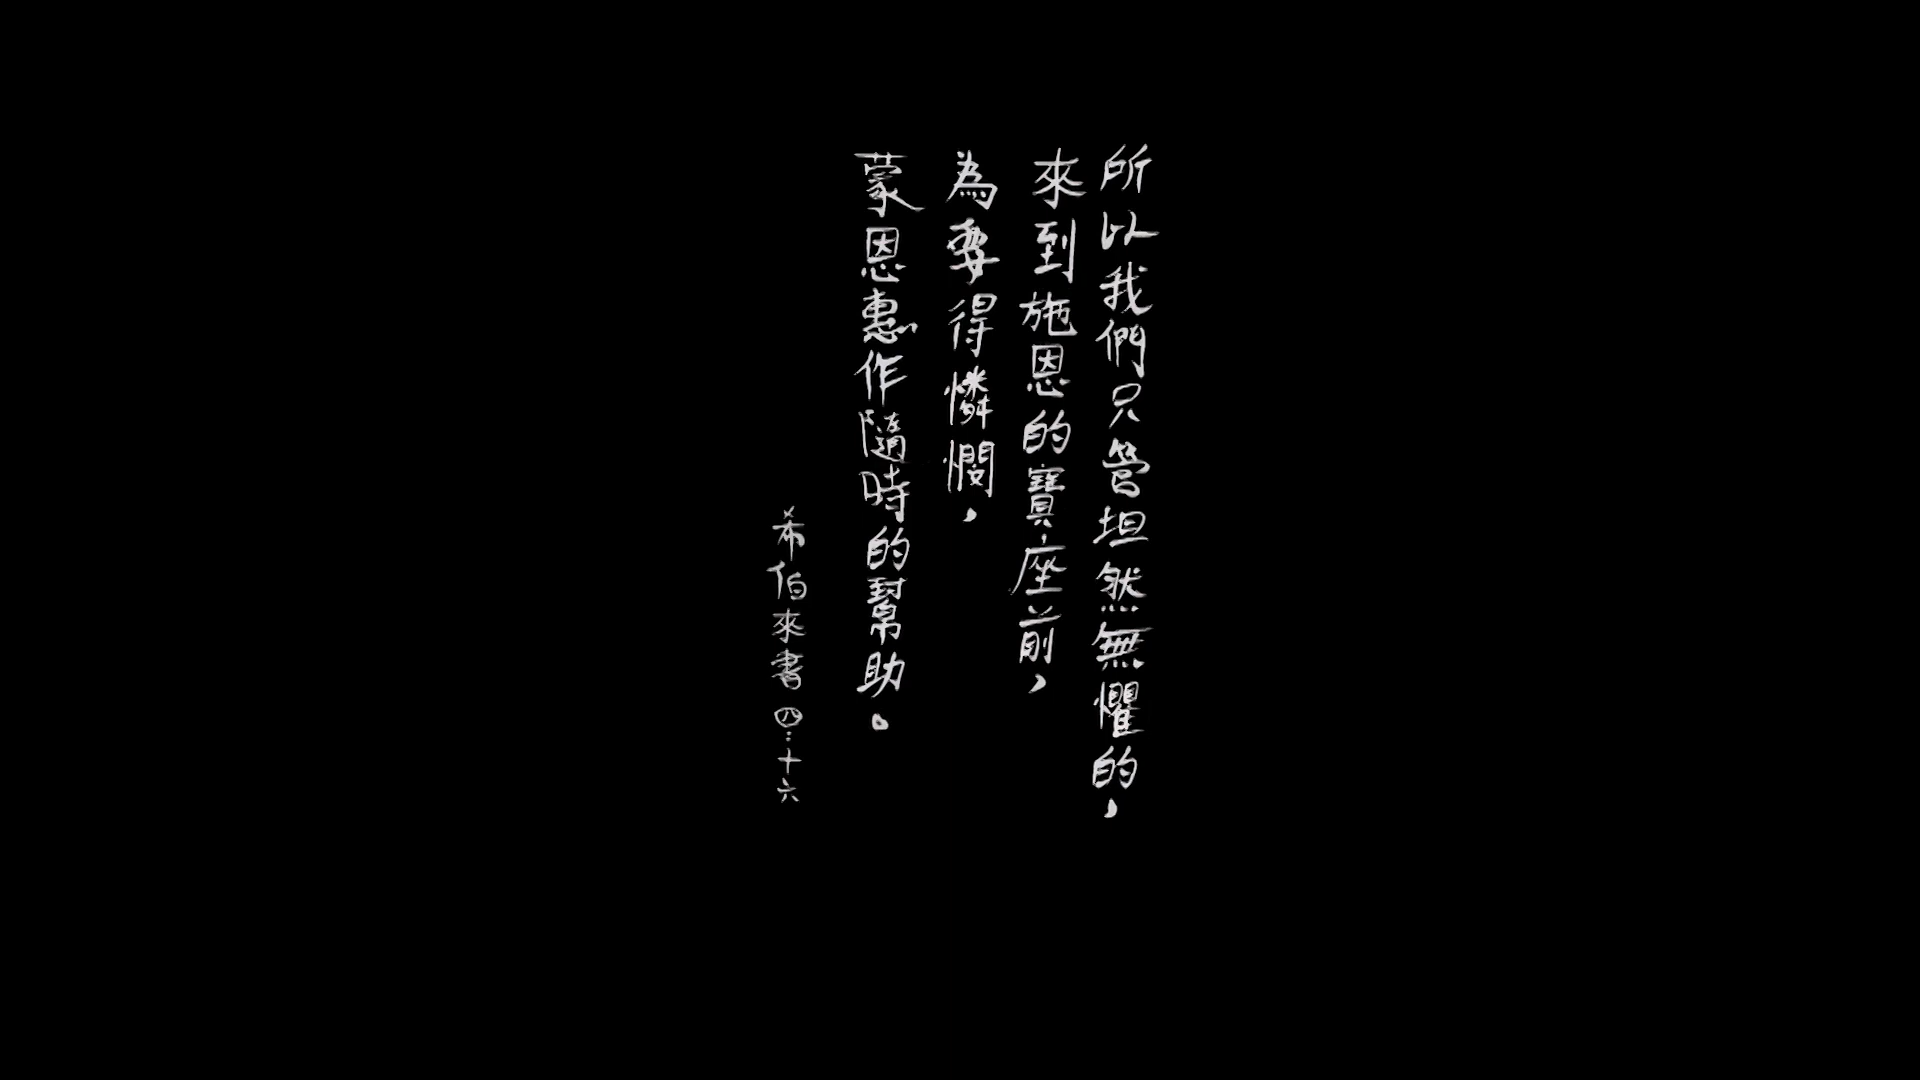 所以我們只管坦然無懼的，
來到施恩的寶座前，
為要得憐憫，
蒙恩惠作隨時的幫助。
希伯來書 四：十六